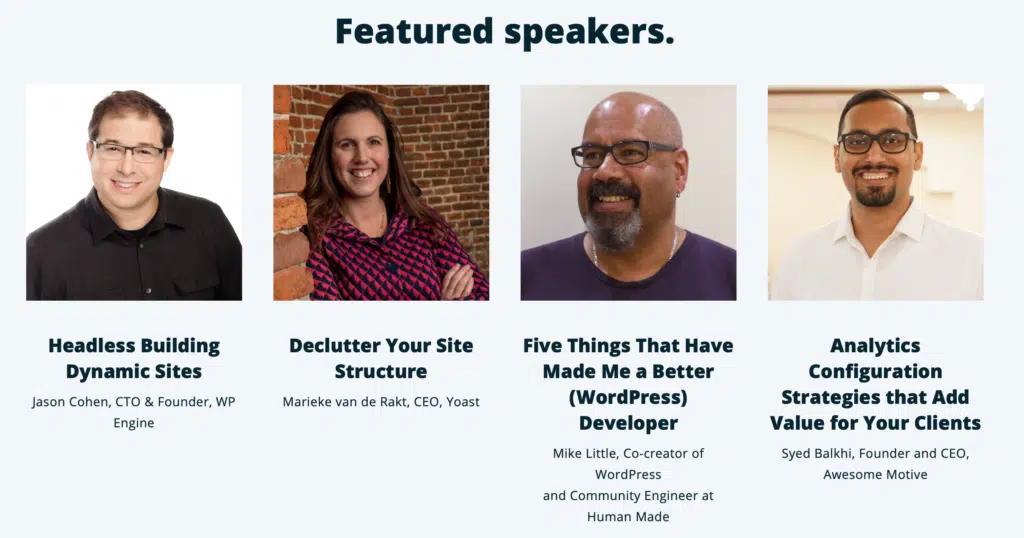 Featured speakers.
Headless Building
Dynamic Sites
Jason Cohen, CTO & Founder, WP
Engine
Declutter Your Site
Structure
Marieke van de Rakt, CEO, Yoast
Five Things That Have
Made Me a Better
(WordPress)
Developer
Mike Little, Co-creator of
WordPress
and Community Engineer at
Human Made
Analytics
Configuration
Strategies that Add
Value for Your Clients
Syed Balkhi, Founder and CEO,
Awesome Motive